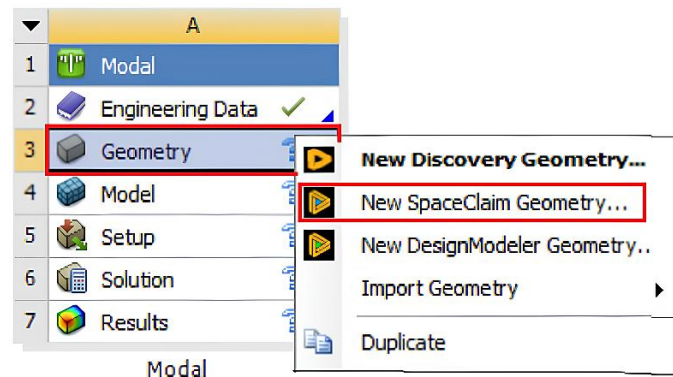 A
1 Modal
2 Engineering Data
3 Geometry
4 Model
5 Setup
6 Solution
7 Results
Modal
New Discovery Geometry...
New SpaceClaim Geometry...
New DesignModeler Geometry..
Import Geometry
Duplicate